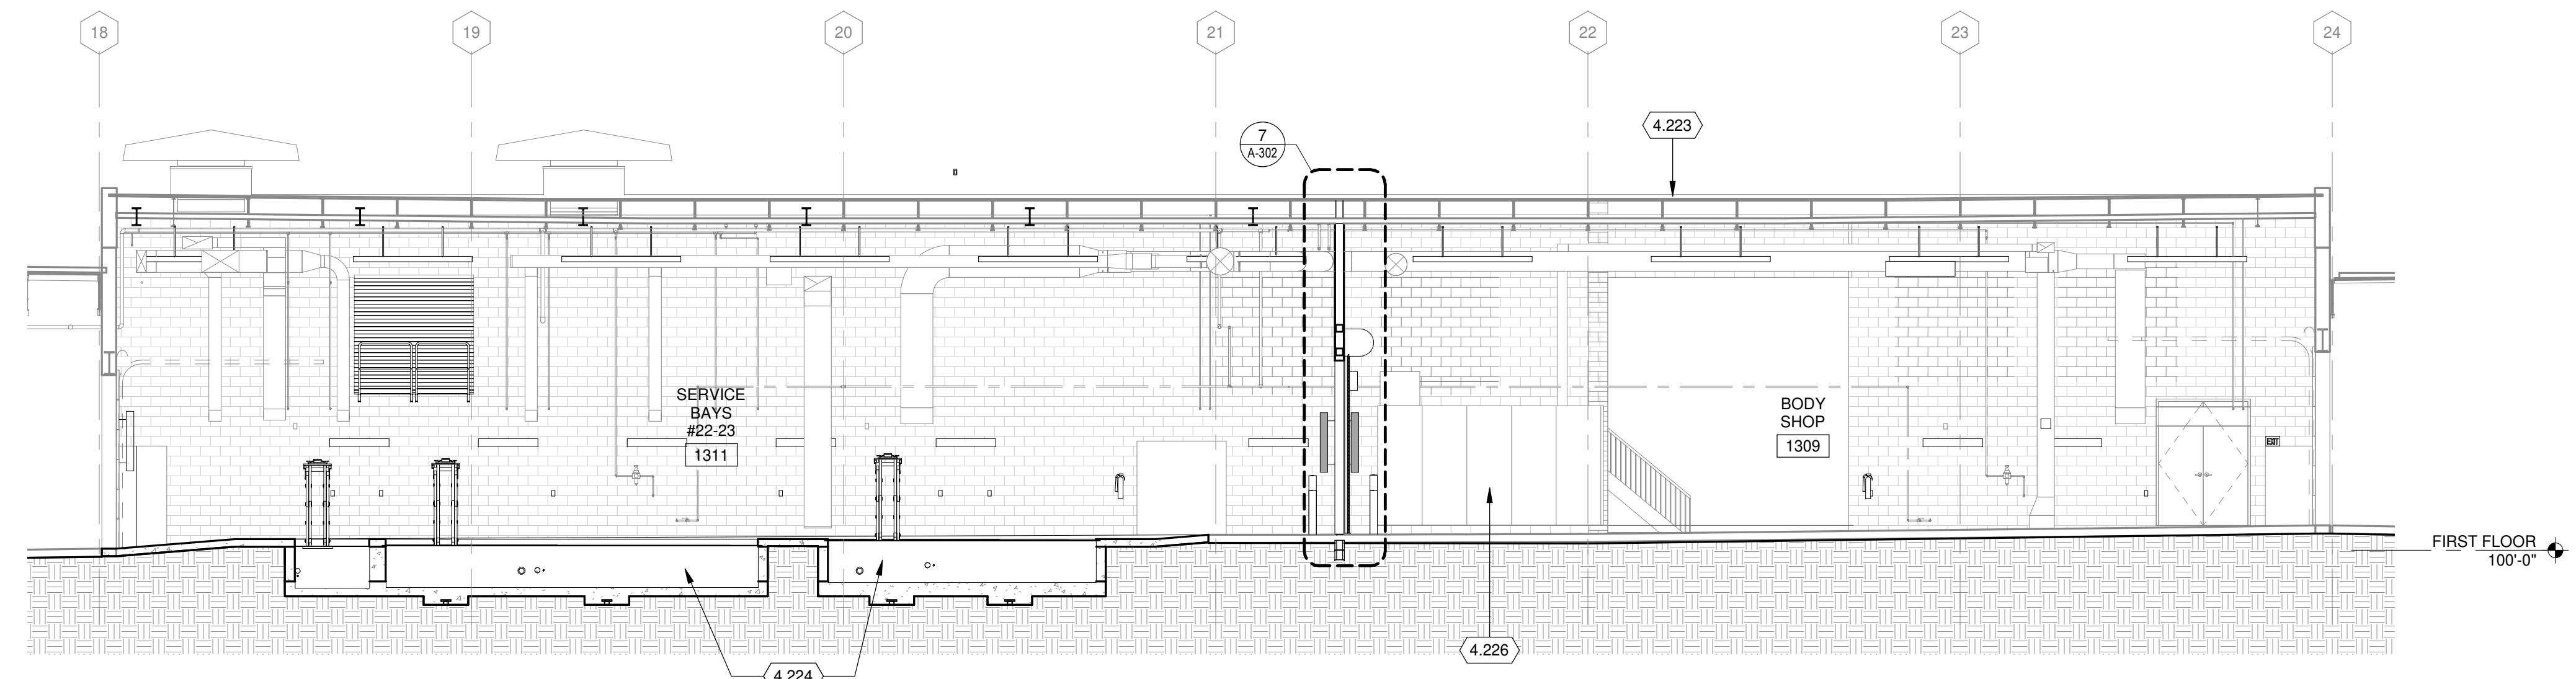 18
19
20
21
22
23
24
7
A-302
4.223
SERVICE
BAYS
#22-23
1311
BODY
SHOP
1309
EXIT
FIRST FLOOR
100'-0"
4.226
4.224